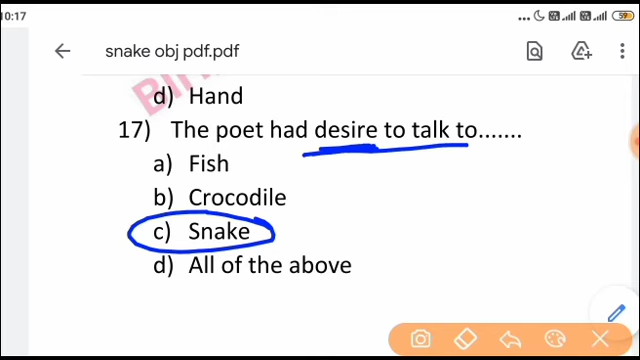 10:17
59
snake obj pdf.pdf
d) Hand
17) The poet had desire to talk to.......
a) Fish
b) Crocodile
c) Snake
d) All of the above